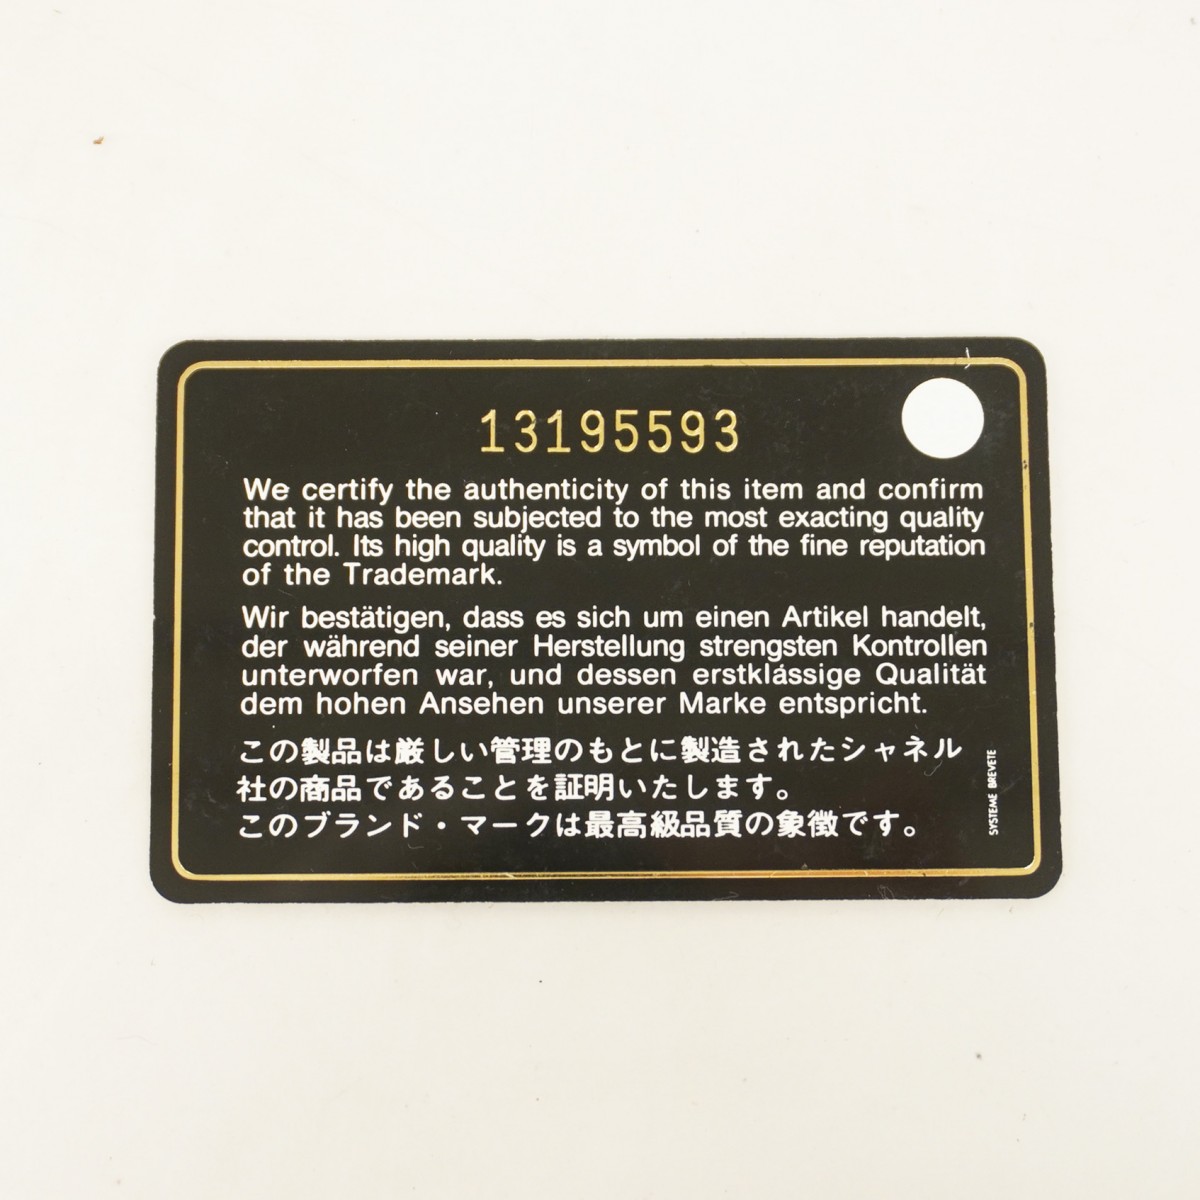 13195593
We certify the authenticity of this item and confirm
that it has been subjected to the most exacting quality
control. Its high quality is a symbol of the fine reputation
of the Trademark.
Wir bestätigen, dass es sich um einen Artikel handelt,
der während seiner Herstellung strengsten Kontrollen
unterworfen war, und dessen erstklassige Qualität
dem hohen Ansehen unserer Marke entspricht.
この製品は厳しい管理のもとに製造されたシャネル
社の商品であることを証明いたします。
このブランド・マークは最高級品質の象徴です。
SYSTEME BREVETE